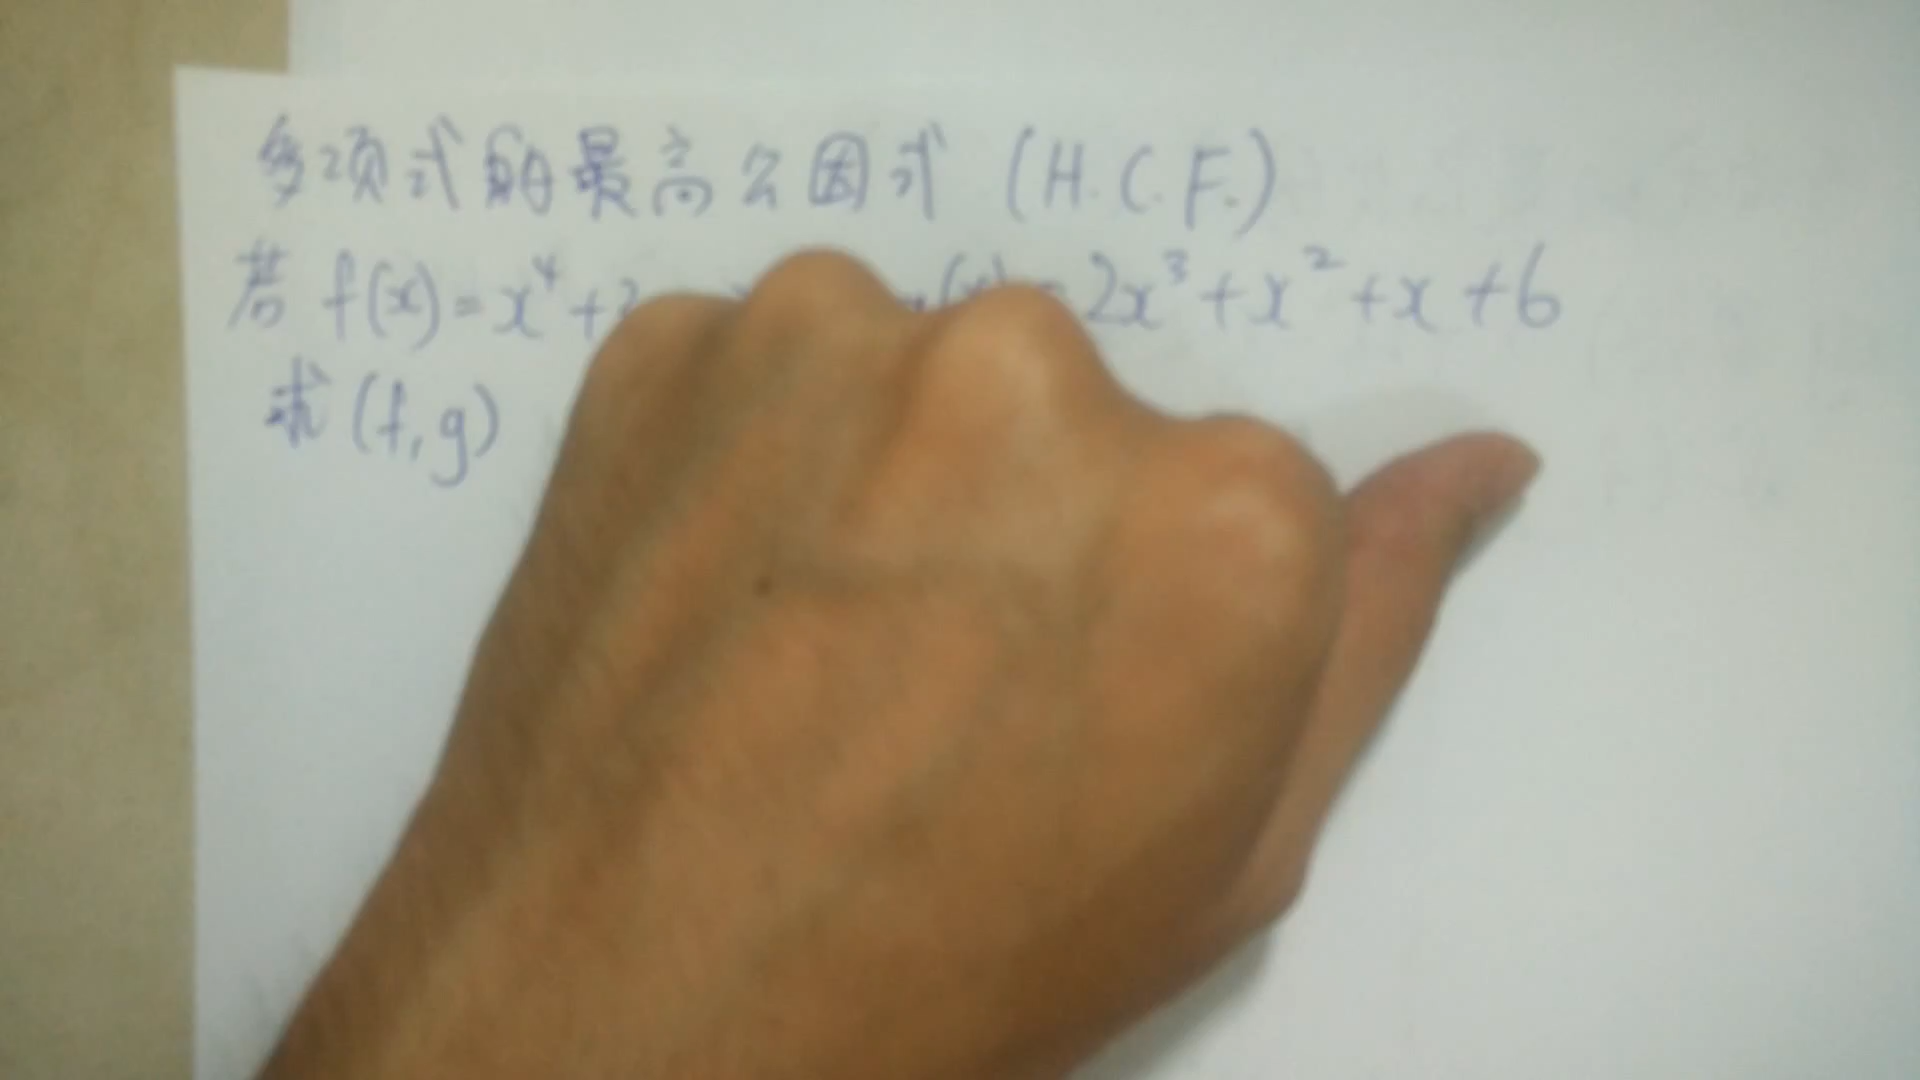 多项式的最高公因式 (H.C.F.)
若 f(x)=x⁴+ 2x³+x²+x+6
求(f,g)